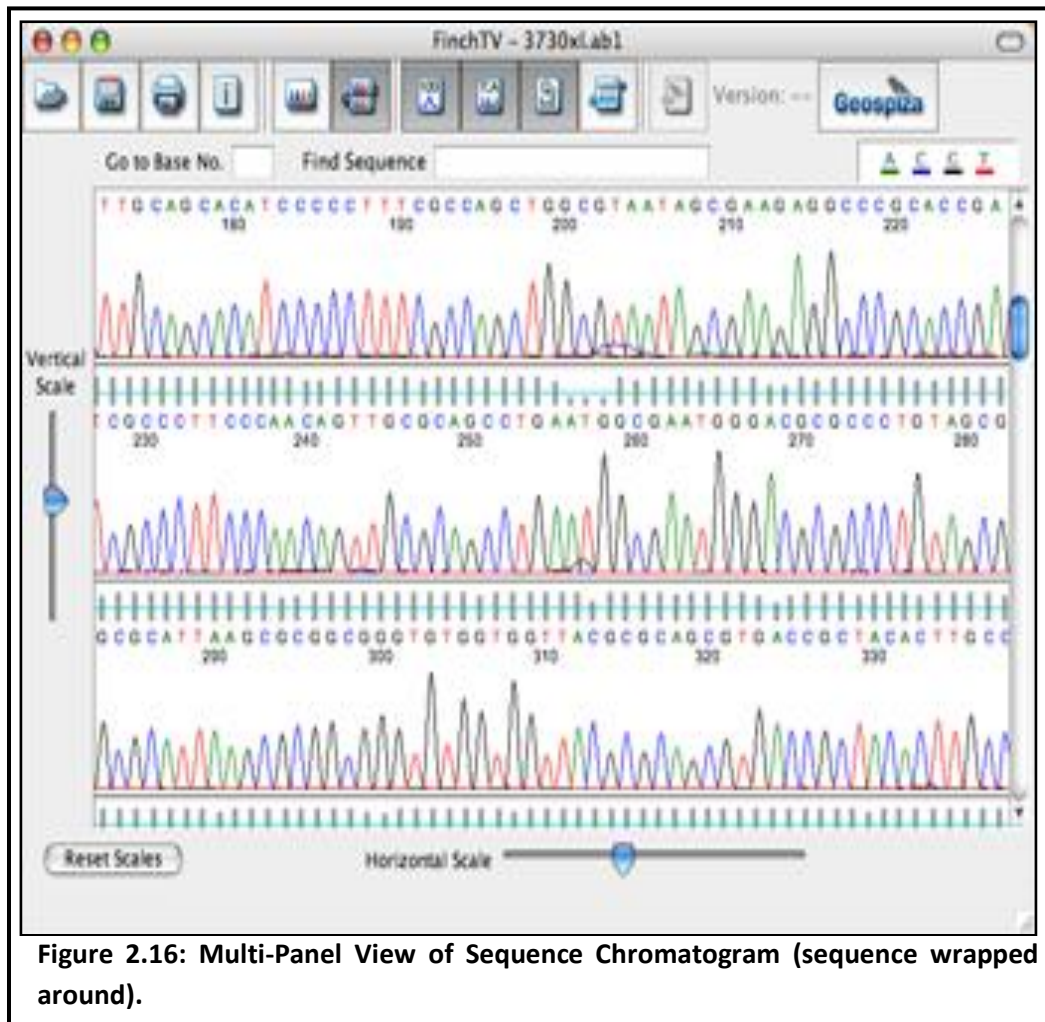 FinchTV - 3730xl.ab1
Version: --
Geospiza
Go to Base No.
Find Sequence
A C C T
T T G C A G C A C A T C C C C C T T T C G C C A G C T G G C G T A A T A G C G A A G A G G C C C G C A C C G A
180 190 200 210 220
Vertical
Scale
T C G C C C T T C C C A A C A G T T G C G C A G C C T G A A T G G C G A A T G G G A C G C G C C C T G T A G C G
230 240 250 260 270 280
G C G C A T T A A G C G C G G C G G G T G T G G T G G T T A C G C G C A G C G T G A C C G C T A C A C T T G C C
290 300 310 320 330
Reset Scales
Horizontal Scale
Figure 2.16: Multi-Panel View of Sequence Chromatogram (sequence wrapped
around).